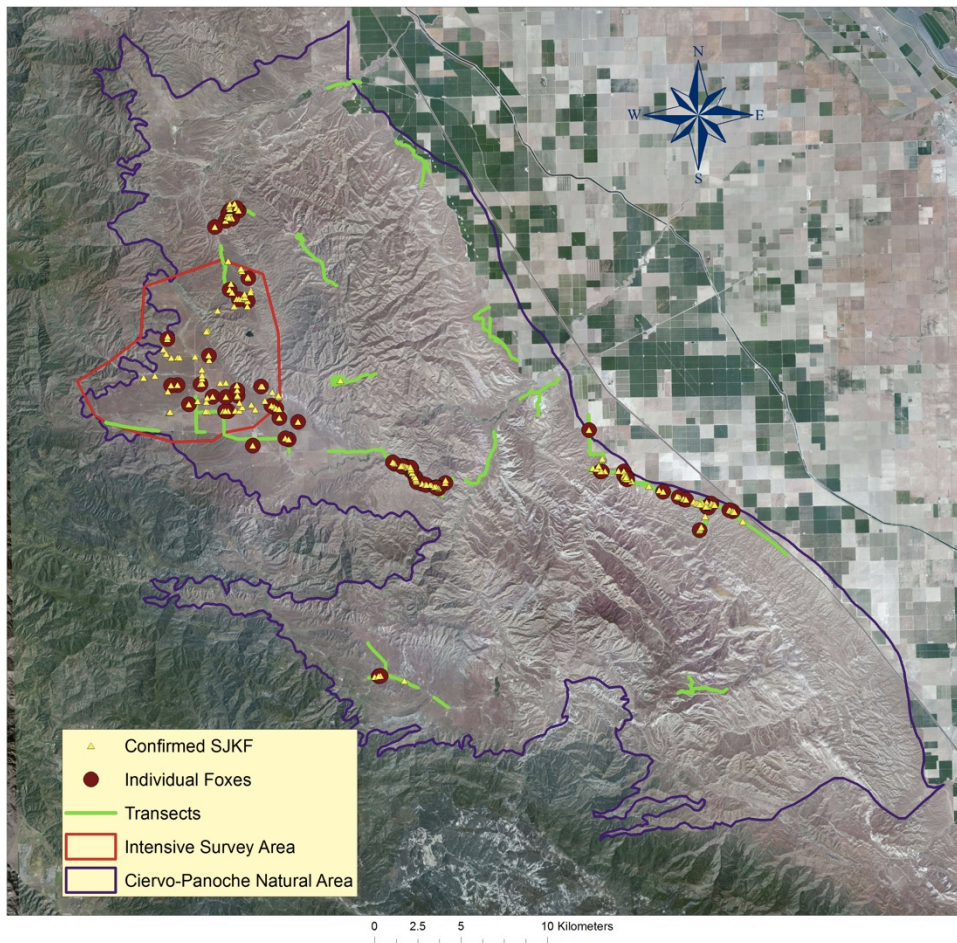 N
W E
S
Confirmed SJKF
Individual Foxes
Transects
Intensive Survey Area
Ciervo-Panoche Natural Area
0 2.5 5 10 Kilometers